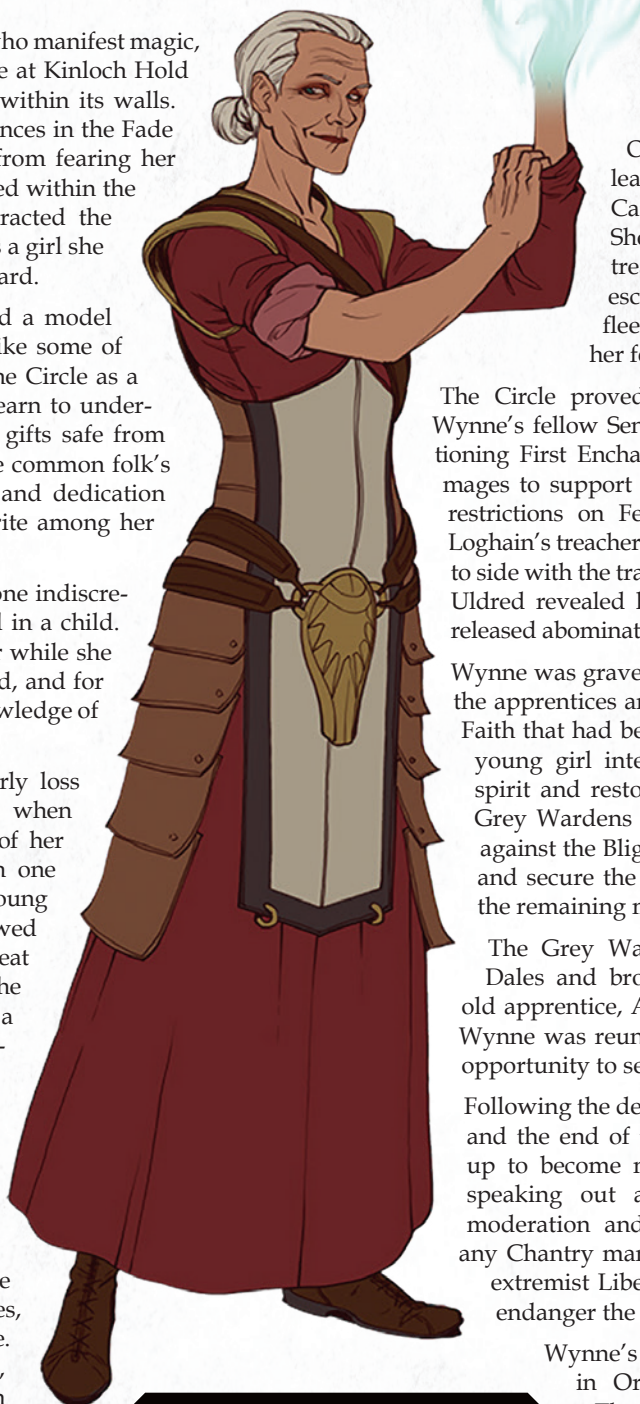 who manifest magic,
e at Kinloch Hold
within its walls.
nces in the Fade
from fearing her
ed within the
racted the
s a girl she
ard.
d a model
ike some of
he Circle as a
earn to under-
gifts safe from
e common folk's
and dedication
rite among her
one indiscre-
l in a child.
r while she
d, and for
wledge of
rly loss
when
of her
n one
oung
wed
eat
he
a
-
e
es,
e.
,
n
C
lea
Ca
She
tre
esc
flee
her fo
The Circle proved
Wynne's fellow Sen
tioning First Encha
mages to support
restrictions on Fe
Loghain's treacher
to side with the tra
Uldred revealed h
released abominat
Wynne was grave
the apprentices an
Faith that had be
young girl inte
spirit and resto
Grey Wardens
against the Blig
and secure the
the remaining m
The Grey Wa
Dales and bro
old apprentice, A
Wynne was reun
opportunity to se
Following the de
and the end of
up to become m
speaking out a
moderation and
any Chantry man
extremist Libe
endanger the
Wynne's
in Or